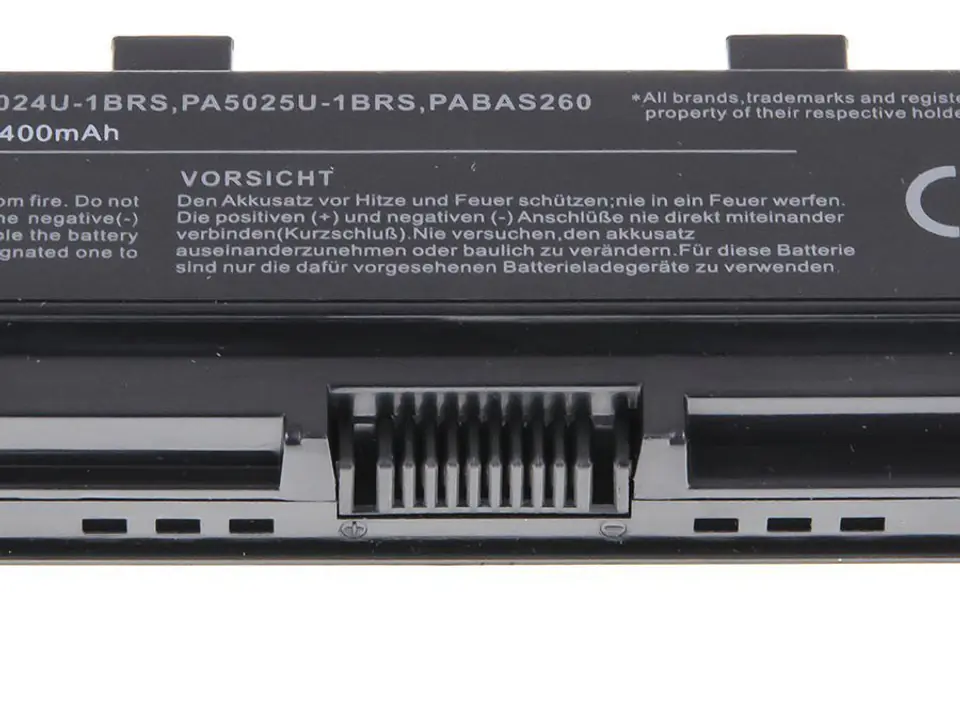 024U-1BRS,PA5025U-1BRS,PABAS260
400mAh
*All brands,trademarks and registe
property of their respective holde
om fire. Do not
ne negative(-)
ble the battery
gnated one to
VORSICHT
Den Akkusatz vor Hitze und Feuer schützen;nie in ein Feuer werfen.
Die positiven (+) und negativen (-) Anschlüße nie direkt miteinander
verbinden(Kurzschluß).Nie versuchen,den akkusatz
auseinanderzunehmen oder baulich zu verändern.Für diese Batterie
sind nur die dafür vorgesehenen Batterieladegeräte zu verwenden.
C